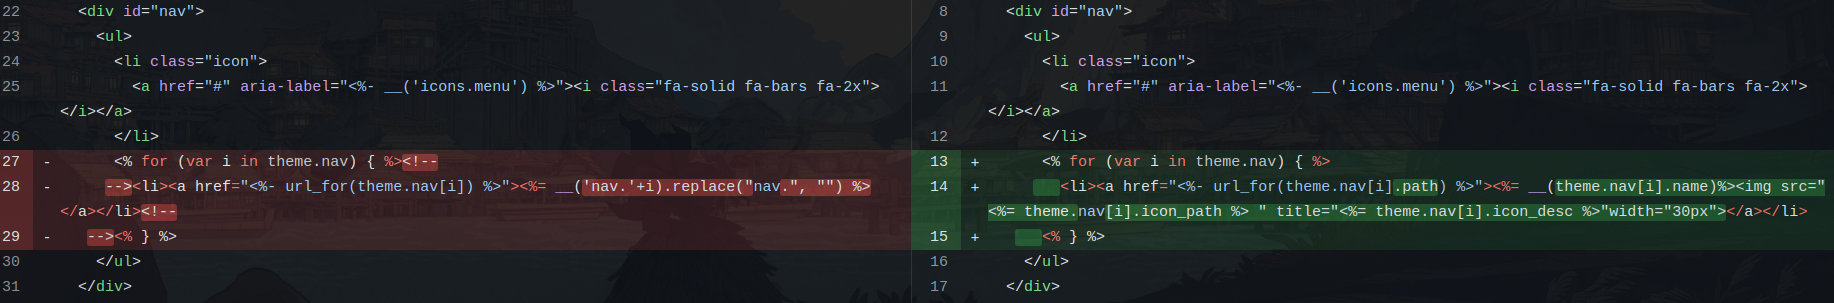 22 <div id="nav">
23 <ul>
24 <li class="icon">
25 <a href="#" aria-label="<%- __('icons.menu') %>"><i class="fa-solid fa-bars fa-2x">
</i></a>
26 </li>
27 - <% for (var i in theme.nav) { %><!--
28 - --><li><a href="<%- url_for(theme.nav[i]) %>"><%= __('nav.'+i).replace("nav.", "") %>
</a></li><!--
29 - --><% } %>
30 </ul>
31 </div>
8 <div id="nav">
9 <ul>
10 <li class="icon">
11 <a href="#" aria-label="<%- __('icons.menu') %>"><i class="fa-solid fa-bars fa-2x">
</i></a>
12 </li>
13 + <% for (var i in theme.nav) { %>
14 + <li><a href="<%- url_for(theme.nav[i].path) %>"><%= __(theme.nav[i].name)%><img src="
<%= theme.nav[i].icon_path %> " title="<%= theme.nav[i].icon_desc %>"width="30px"></a></li>
15 + <% } %>
16 </ul>
17 </div>